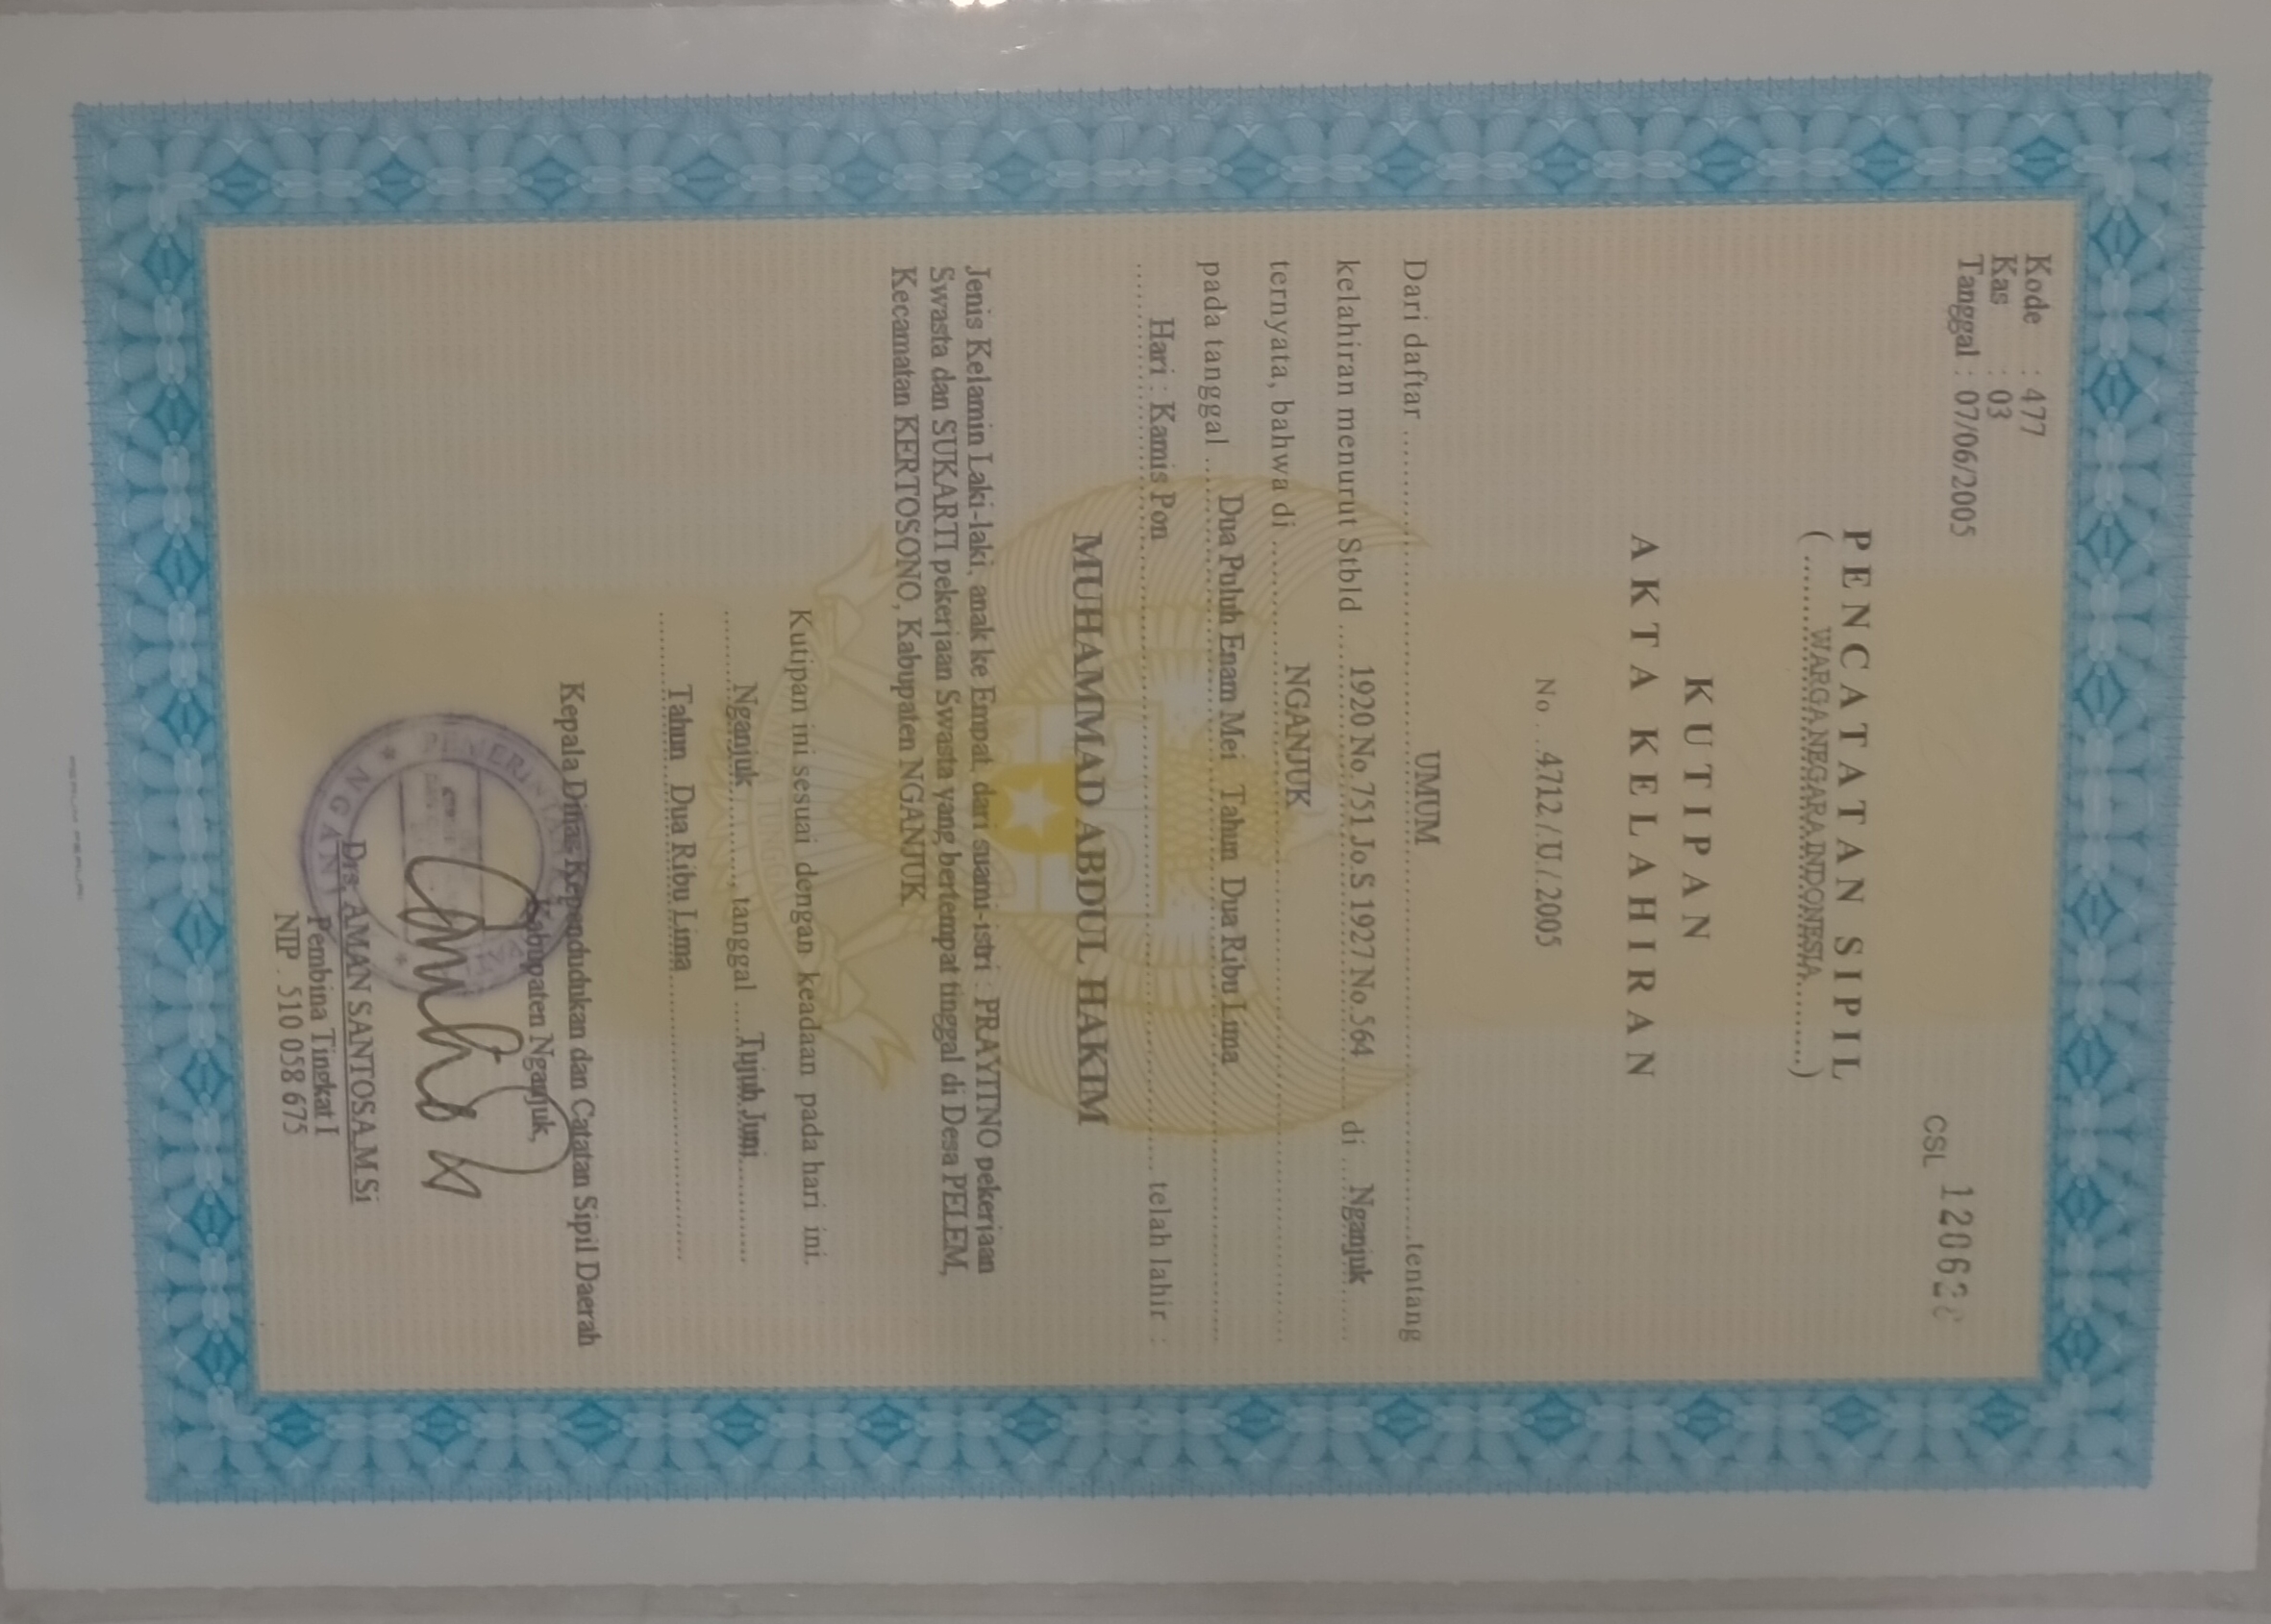 Kode : 477
Kas : 03
Tanggal : 07/06/2005
CSL 12062
PENCATATAN SIPIL
(.........WARGA NEGARA INDONESIA.........)
KUTIPAN
AKTA KELAHIRAN
No. ..4712 / U / 2005
Dari daftar ........ UMUM ........ tentang
kelahiran menurut Stbld .... 1920 No.751 Jo.S 1927 No.564 .... di ... Nganjuk ......
ternyata, bahwa di ........ NGANJUK ........
pada tanggal .... Dua Puluh Enam Mei Tahun Dua Ribu Lima ........
........ Hari : Kamis Pon ........ telah lahir :
MUHAMMAD ABDUL HAKIM
Jenis Kelamin Laki-laki, anak ke Empat, dari suami-istri : PRAYITNO pekerjaan
Swasta dan SUKARTI pekerjaan Swasta yang bertempat tinggal di Desa PELEM,
Kecamatan KERTOSONO, Kabupaten NGANJUK
Kutipan ini sesuai dengan keadaan pada hari ini.
........ Nganjuk ........, tanggal .... Tujuh Juni ........
........ Tahun Dua Ribu Lima ........
Kepala Dinas Kependudukan dan Catatan Sipil Daerah
Kabupaten Nganjuk,
Drs. AMAN SANTOSA.M.Si
Pembina Tingkat I
NIP. 510 058 675